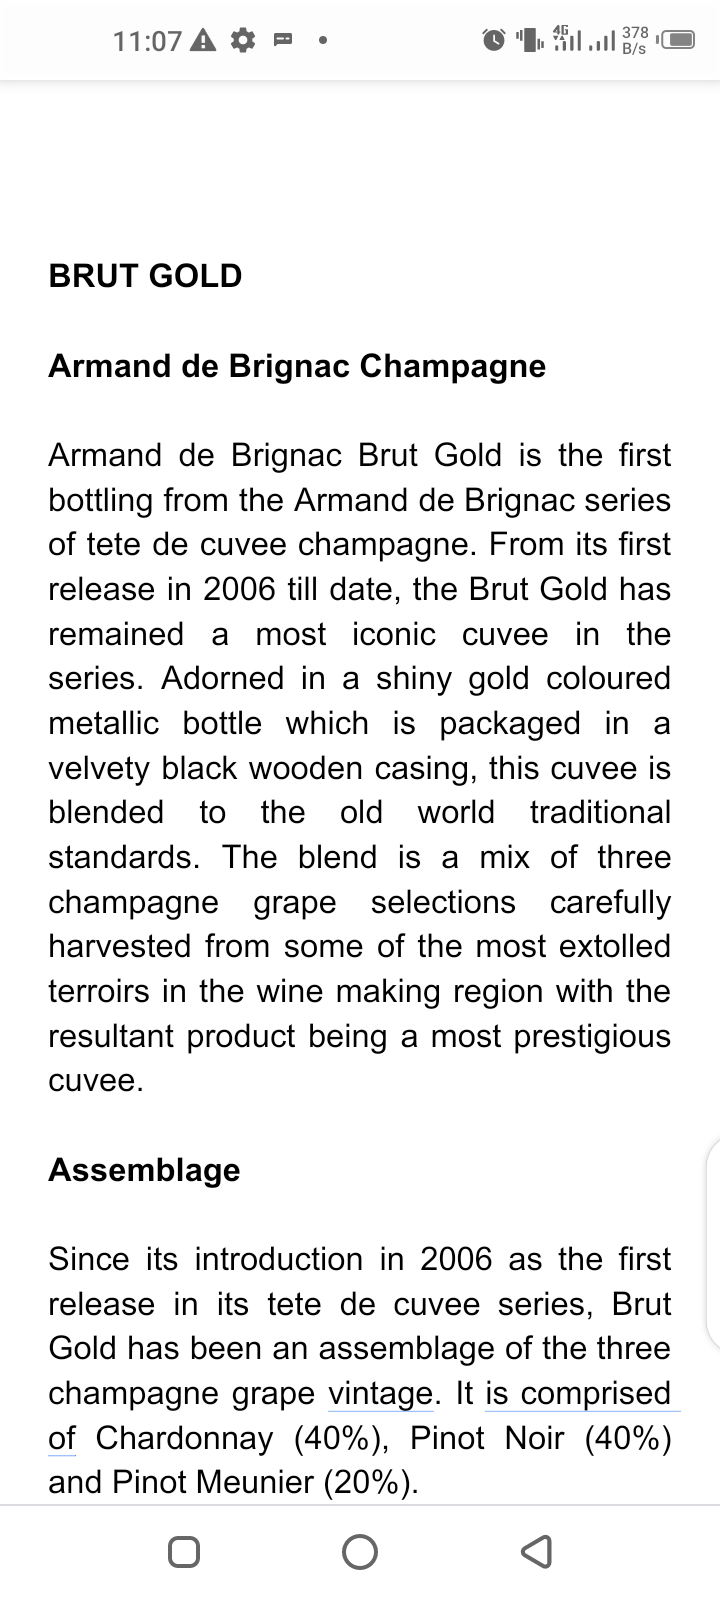 11:07
4G
378
B/s
BRUT GOLD
Armand de Brignac Champagne
Armand de Brignac Brut Gold is the first
bottling from the Armand de Brignac series
of tete de cuvee champagne. From its first
release in 2006 till date, the Brut Gold has
remained a most iconic cuvee in the
series. Adorned in a shiny gold coloured
metallic bottle which is packaged in a
velvety black wooden casing, this cuvee is
blended to the old world traditional
standards. The blend is a mix of three
champagne grape selections carefully
harvested from some of the most extolled
terroirs in the wine making region with the
resultant product being a most prestigious
cuvee.
Assemblage
Since its introduction in 2006 as the first
release in its tete de cuvee series, Brut
Gold has been an assemblage of the three
champagne grape vintage. It is comprised
of Chardonnay (40%), Pinot Noir (40%)
and Pinot Meunier (20%).